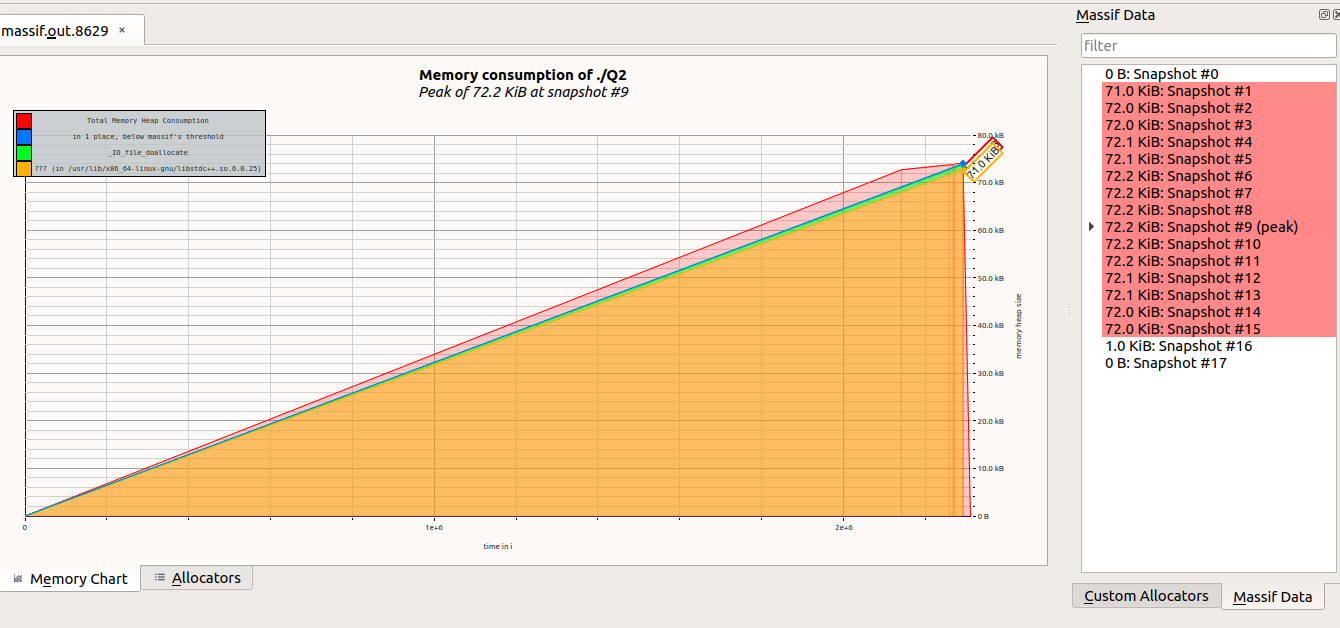 massif.out.8629 ×
Memory consumption of ./Q2
Peak of 72.2 KiB at snapshot #9
Total Memory Heap Consumption
in 1 place, below massif's threshold
_IO_file_doallocate
??? (in /usr/lib/x86_64-linux-gnu/libstdc++.so.6.0.25)
71.0 KiB
80.0 kB
70.0 kB
60.0 kB
50.0 kB
40.0 kB
30.0 kB
20.0 kB
10.0 kB
0 B
memory heap size
0
1e+6
2e+6
time in i
Memory Chart
Allocators
Massif Data
filter
0 B: Snapshot #0
71.0 KiB: Snapshot #1
72.0 KiB: Snapshot #2
72.0 KiB: Snapshot #3
72.1 KiB: Snapshot #4
72.1 KiB: Snapshot #5
72.2 KiB: Snapshot #6
72.2 KiB: Snapshot #7
72.2 KiB: Snapshot #8
72.2 KiB: Snapshot #9 (peak)
72.2 KiB: Snapshot #10
72.2 KiB: Snapshot #11
72.1 KiB: Snapshot #12
72.1 KiB: Snapshot #13
72.0 KiB: Snapshot #14
72.0 KiB: Snapshot #15
1.0 KiB: Snapshot #16
0 B: Snapshot #17
Custom Allocators
Massif Data